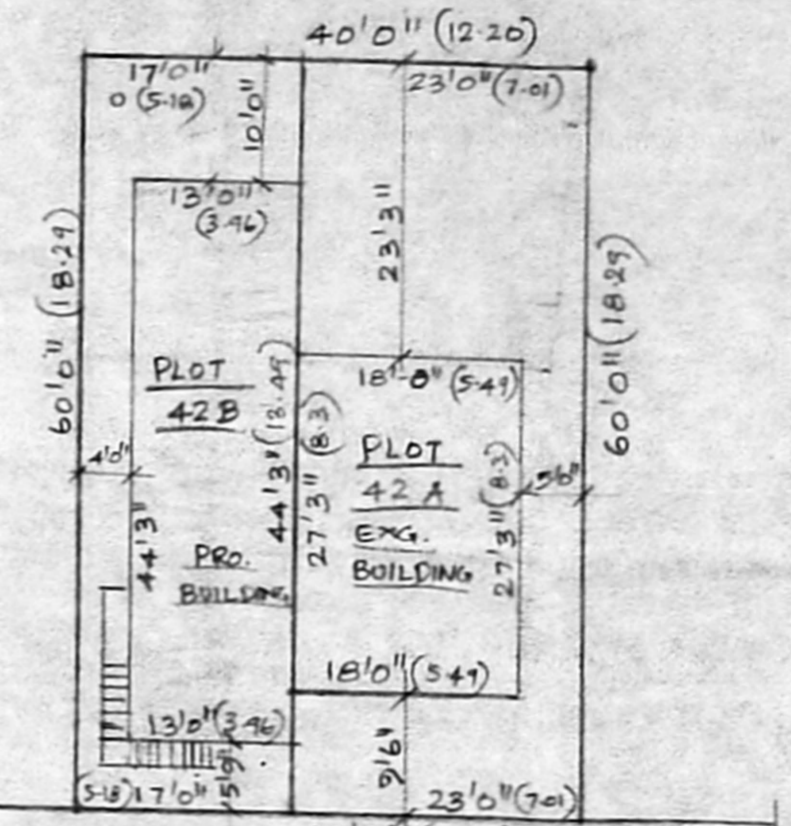 40'0" (12.20)
17'0"
(5.18)
10'0"
23'0" (7.01)
13'0"
(3.96)
23'3"
60'0" (18.29)
60'0" (18.29)
18'-0" (5.49)
PLOT
42B
44'3" (13.49)
27'3" (8.3)
PLOT
42 A
EXG.
BUILDING
27'3" (8.3)
5'0"
4'0"
44'3"
PRO.
BUILDING
18'0" (5.49)
13'0" (3.96)
5'9"
9'6"
(5.18) 17'0"
23'0" (7.01)